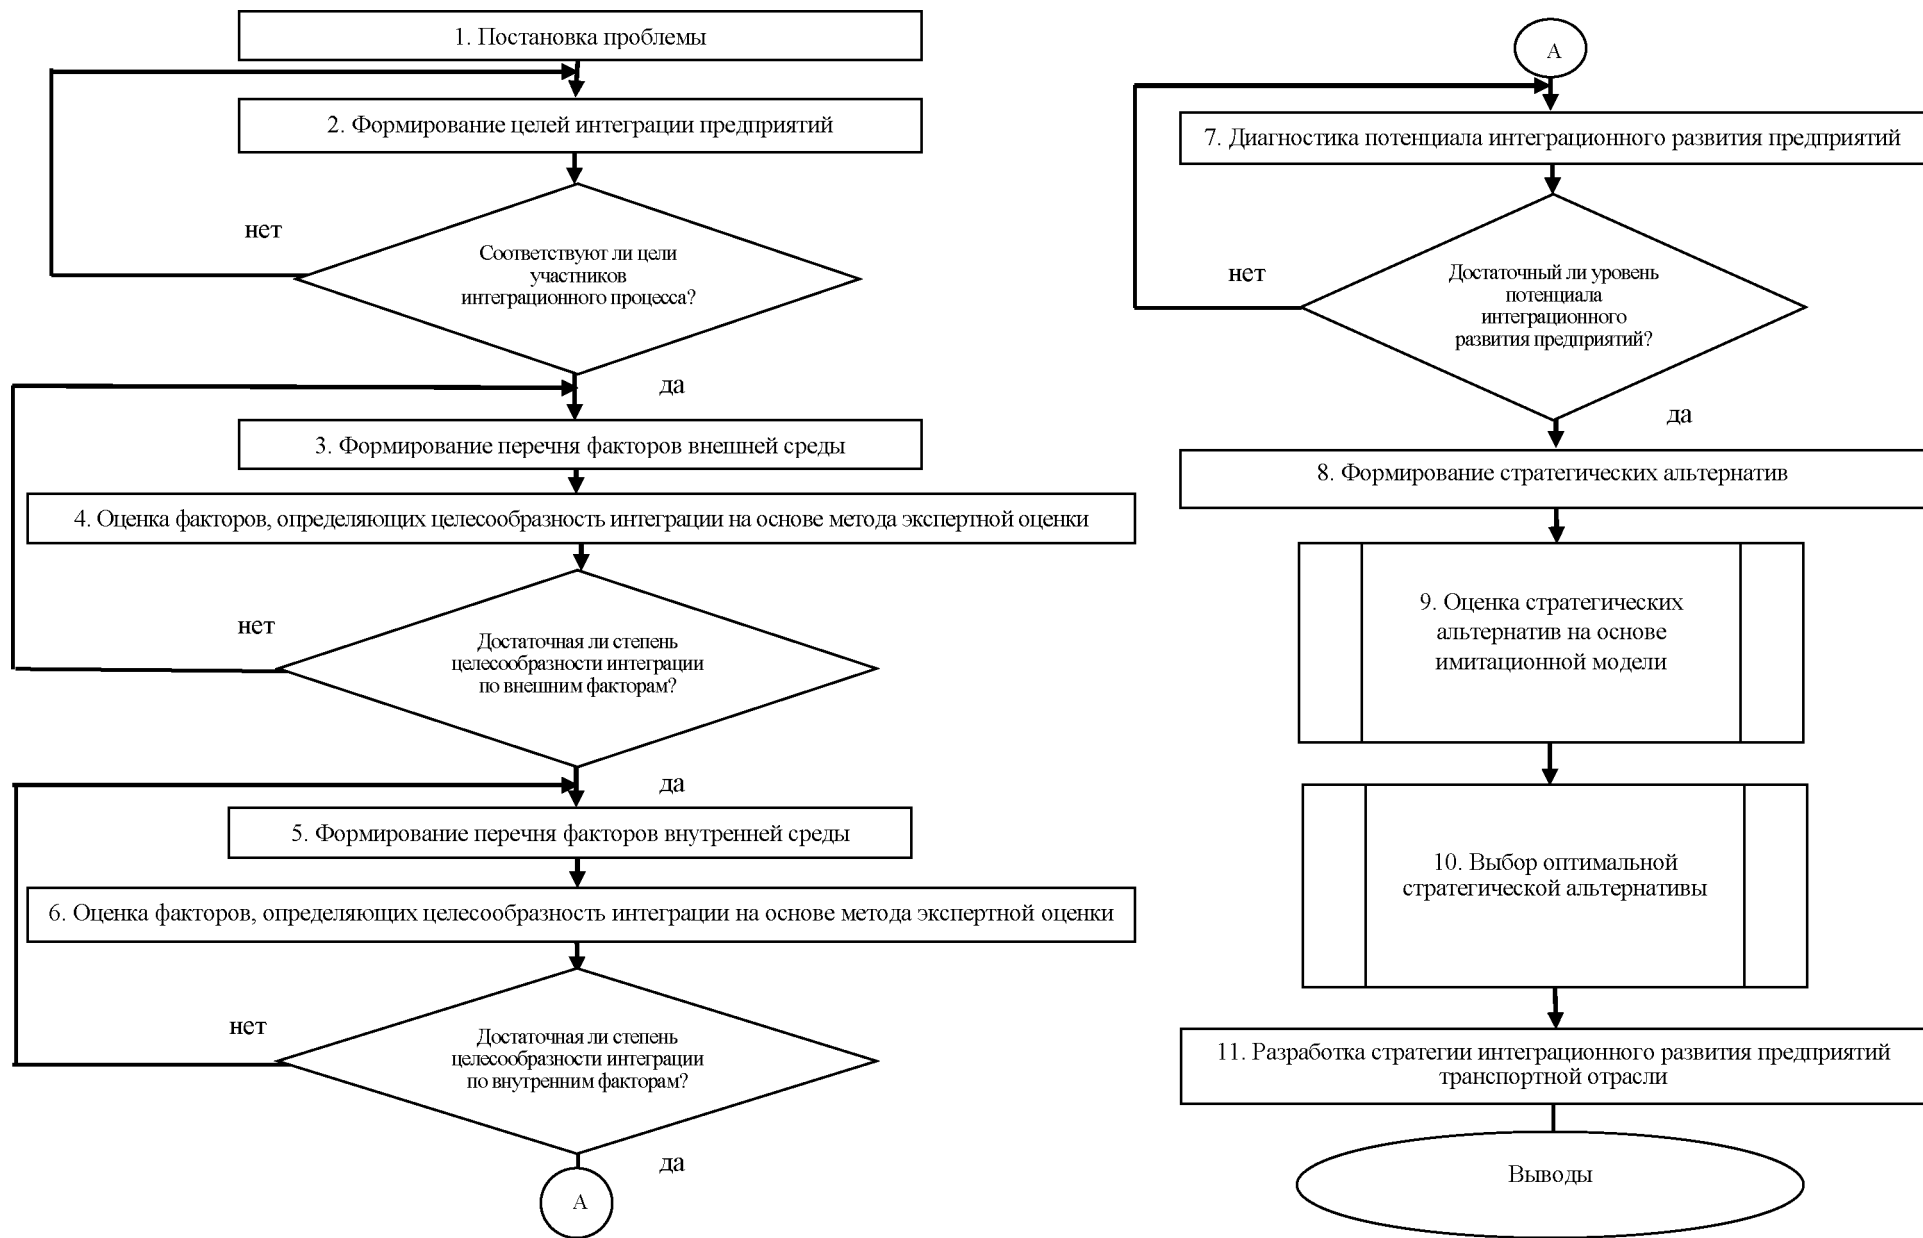 1. Постановка проблемы
2. Формирование целей интеграции предприятий
нет
Соответствуют ли цели
участников
интеграционного процесса?
да
3. Формирование перечня факторов внешней среды
4. Оценка факторов, определяющих целесообразность интеграции на основе метода экспертной оценки
нет
Достаточная ли степень
целесообразности интеграции
по внешним факторам?
да
5. Формирование перечня факторов внутренней среды
6. Оценка факторов, определяющих целесообразность интеграции на основе метода экспертной оценки
нет
Достаточная ли степень
целесообразности интеграции
по внутренним факторам?
да
А
А
7. Диагностика потенциала интеграционного развития предприятий
нет
Достаточный ли уровень
потенциала
интеграционного
развития предприятий?
да
8. Формирование стратегических альтернатив
9. Оценка стратегических
альтернатив на основе
имитационной модели
10. Выбор оптимальной
стратегической альтернативы
11. Разработка стратегии интеграционного развития предприятий
транспортной отрасли
Выводы